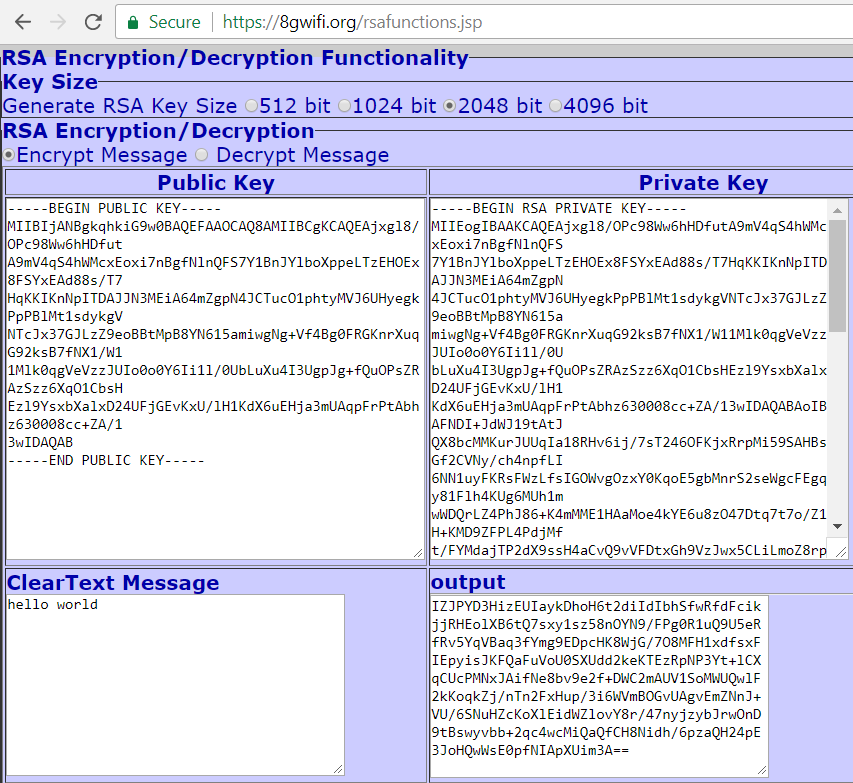 Secure https://8gwifi.org/rsafunctions.jsp
RSA Encryption/Decryption Functionality
Key Size
Generate RSA Key Size 512 bit 1024 bit 2048 bit 4096 bit
RSA Encryption/Decryption
Encrypt Message Decrypt Message
Public Key
-----BEGIN PUBLIC KEY-----
MIIBIjANBgkqhkiG9w0BAQEFAAOCAQ8AMIIBCgKCAQEAjxgl8/
OPc98Ww6hHDfut
A9mV4qS4hWMcxEoxi7nBgfNlnQFS7Y1BnJYlboXppeLTzEHOEx
8FSYxEAd88s/T7
HqKKIKnNpITDAJJN3MEiA64mZgpN4JCTucO1phtyMVJ6UHyegk
PpPBlMt1sdykgV
NTcJx37GJLzZ9eoBBtMpB8YN615amiwgNg+Vf4Bg0FRGKnrXuq
G92ksB7fNX1/W1
1Mlk0qgVeVzzJUIo0o0Y6Ii1l/0UbLuXu4I3UgpJg+fQuOPsZR
AzSzz6XqO1CbsH
Ezl9YsxbXalxD24UFjGEvKxU/lH1KdX6uEHja3mUAqpFrPtAbh
z630008cc+ZA/1
3wIDAQAB
-----END PUBLIC KEY-----
Private Key
-----BEGIN RSA PRIVATE KEY-----
MIIEogIBAAKCAQEAjxgl8/OPc98Ww6hHDfutA9mV4qS4hWMc
xEoxi7nBgfNlnQFS
7Y1BnJYlboXppeLTzEHOEx8FSYxEAd88s/T7HqKKIKnNpITD
AJJN3MEiA64mZgpN
4JCTucO1phtyMVJ6UHyegkPpPBlMt1sdykgVNTcJx37GJLzZ
9eoBBtMpB8YN615a
miwgNg+Vf4Bg0FRGKnrXuqG92ksB7fNX1/W11Mlk0qgVeVzz
JUIo0o0Y6Ii1l/0U
bLuXu4I3UgpJg+fQuOPsZRAzSzz6XqO1CbsHEzl9YsxbXalx
D24UFjGEvKxU/lH1
KdX6uEHja3mUAqpFrPtAbhz630008cc+ZA/13wIDAQABAoIB
AFNDI+JdWJ19tAtJ
QX8bcMMKurJUUqIa18RHv6ij/7sT246OFKjxRrpMi59SAHBs
Gf2CVNy/ch4npfLI
6NN1uyFKRsFWzLfsIGOWvgOzxY0KqoE5gbMnrS2seWgcFEgq
y81Flh4KUg6MUh1m
wWDQrLZ4PhJ86+K4mMME1HAaMoe4kYE6u8zO47Dtq7t7o/Z1
H+KMD9ZFPL4PdjMf
t/FYMdajTP2dX9ssH4aCvQ9vVFDtxGh9VzJwx5CLiLmoZ8rp
ClearText Message
hello world
output
IZJPYD3HizEUIaykDhoH6t2diIdIbhSfwRfdFcik
jjRHEolXB6tQ7sxy1sz58nOYN9/FPg0R1uQ9U5eR
fRv5YqVBaq3fYmg9EDpcHK8WjG/7O8MFH1xdfsxF
IEpyisJKFQaFuVoU0SXUdd2keKTEzRpNP3Yt+lCX
qCUcPMNxJAifNe8bv9e2f+DWC2mAUV1SoMWUQwlF
2kKoqkZj/nTn2FxHup/3i6WVmBOGvUAgvEmZNnJ+
VU/6SNuHZcKoXlEidWZlovY8r/47nyjzybJrwOnD
9tBswyvbb+2qc4wcMiQaQfCH8Nidh/6pzaQH24pE
3JoHQwWsE0pfNIApXUim3A==